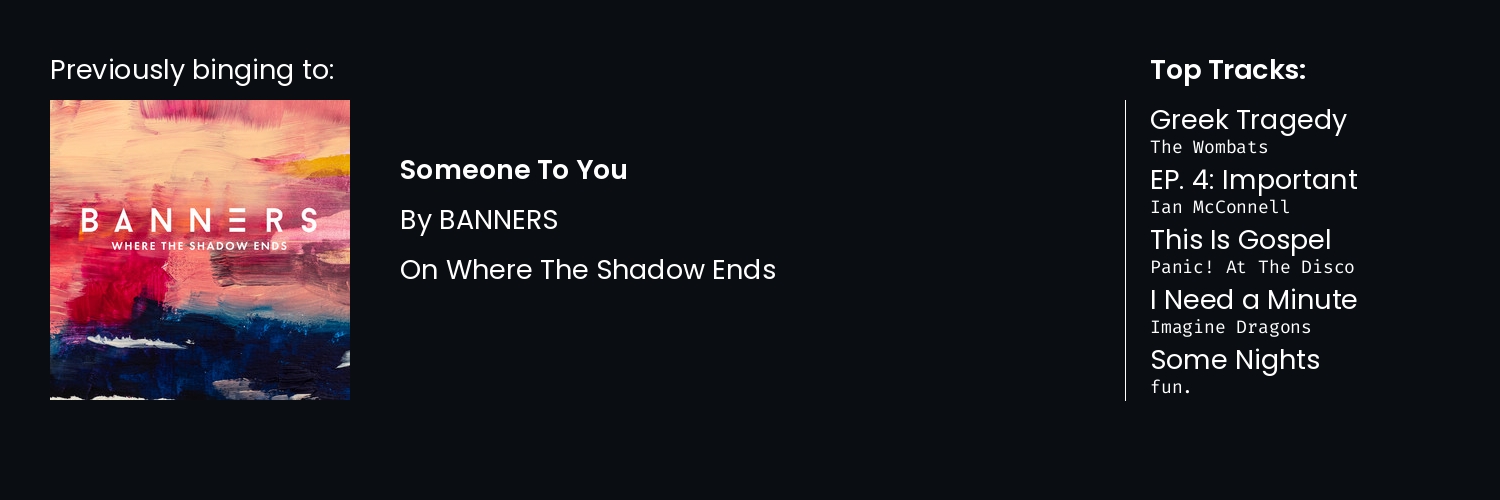 Previously binging to:
BANNERS
WHERE THE SHADOW ENDS
Someone To You
By BANNERS
On Where The Shadow Ends
Top Tracks:
Greek Tragedy
The Wombats
EP. 4: Important
Ian McConnell
This Is Gospel
Panic! At The Disco
I Need a Minute
Imagine Dragons
Some Nights
fun.